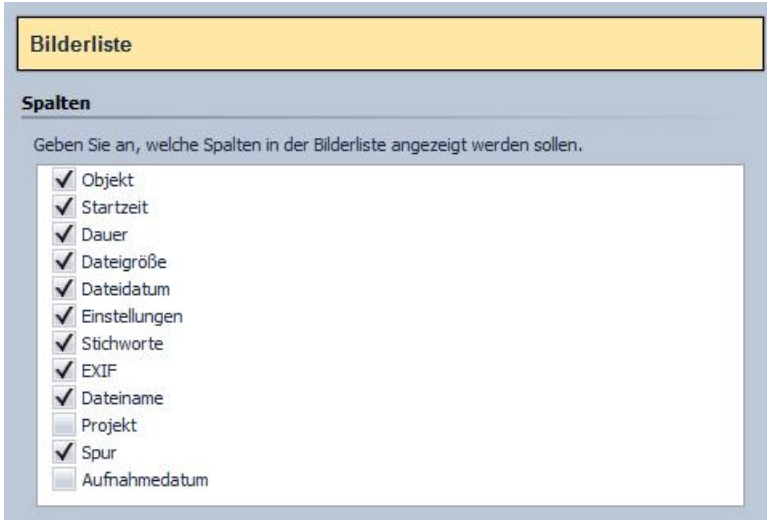 Bilderliste
Spalten
Geben Sie an, welche Spalten in der Bilderliste angezeigt werden sollen.
Objekt
Startzeit
Dauer
Dateigröße
Dateidatum
Einstellungen
Stichworte
EXIF
Dateiname
Projekt
Spur
Aufnahmedatum